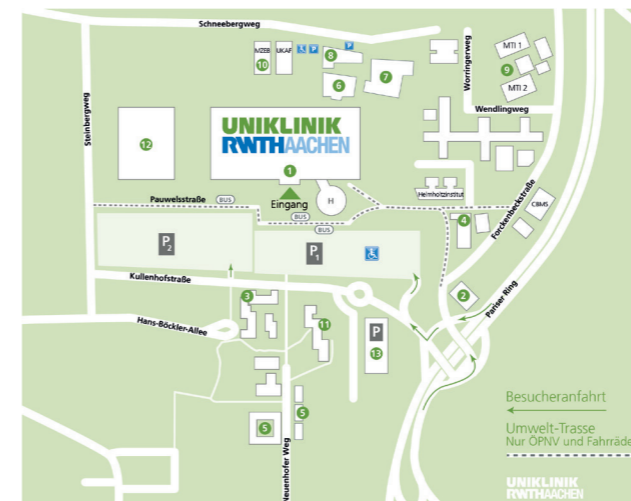 Schneebergweg
MZEB
UKAF
P
P
8
10
6
7
MTI 1
9
MTI 2
Worringerweg
Wendlingweg
Steinbergweg
12
UNIKLINIK
RWTHAACHEN
1
Eingang
H
Helmholtzinstitut
Pauwelsstraße
BUS
BUS
BUS
4
CBMS
Forckenbeckstraße
P2
P1
Kullenhofstraße
2
Pariser Ring
3
11
Hans-Böckler-Allee
P
13
5
5
Neuenhofer Weg
Besucheranfahrt
Umwelt-Trasse
Nur ÖPNV und Fahrräde
UNIKLINIK
RWTHAACHEN